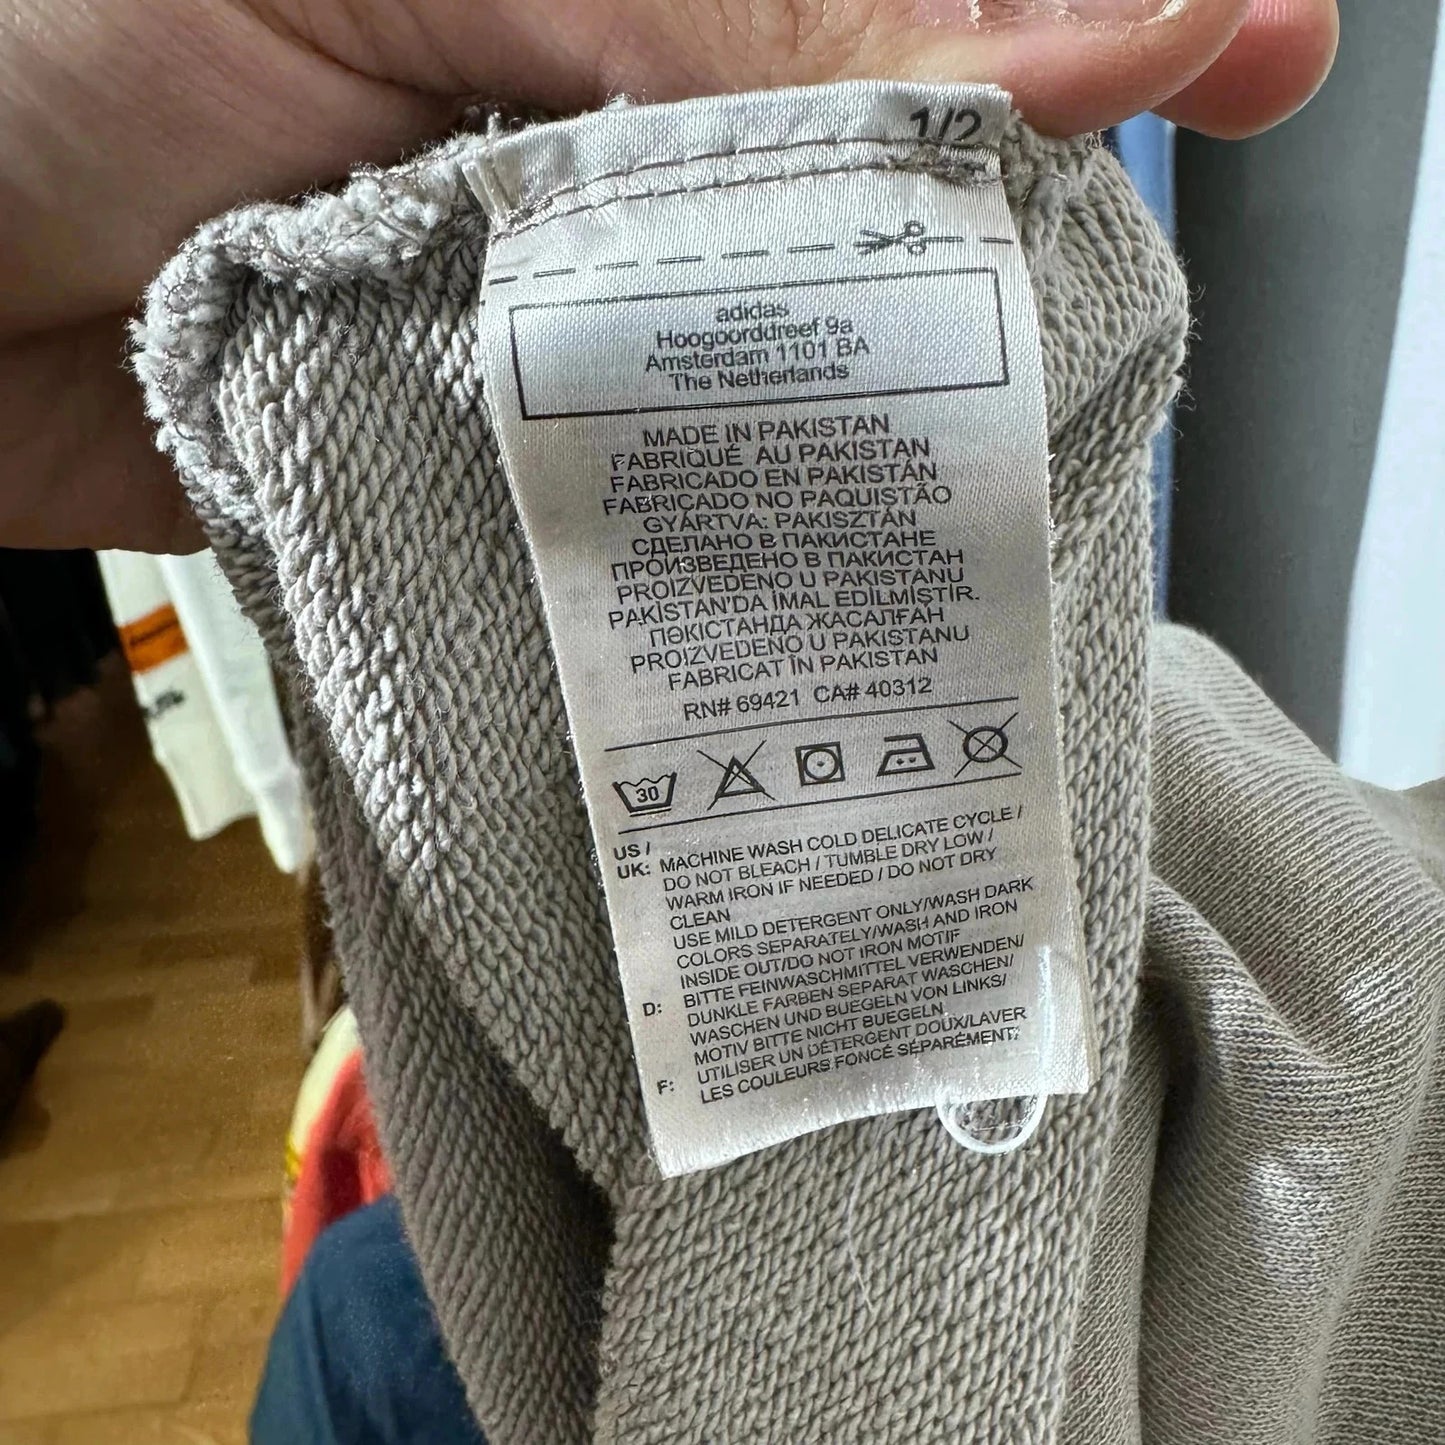 1/2
adidas
Hoogoorddreef 9a
Amsterdam 1101 BA
The Netherlands
MADE IN PAKISTAN
FABRIQUÉ AU PAKISTAN
FABRICADO EN PAKISTÁN
FABRICADO NO PAQUISTÃO
GYÁRTVA: PAKISZTÁN
СДЕЛАНО В ПАКИСТАНЕ
ПРОИЗВЕДЕНО В ПАКИСТАН
PROIZVEDENO U PAKISTANU
PAKİSTAN'DA İMAL EDİLMİŞTİR.
ПӨКІСТАНДА ЖАСАЛҒАН
PROIZVEDENO U PAKISTANU
FABRICAT ÎN PAKISTAN
RN# 69421 CA# 40312
30
US /
UK: MACHINE WASH COLD DELICATE CYCLE /
DO NOT BLEACH / TUMBLE DRY LOW /
WARM IRON IF NEEDED / DO NOT DRY
CLEAN
USE MILD DETERGENT ONLY/WASH DARK
COLORS SEPARATELY/WASH AND IRON
INSIDE OUT/DO NOT IRON MOTIF
D: BITTE FEINWASCHMITTEL VERWENDEN/
DUNKLE FARBEN SEPARAT WASCHEN/
WASCHEN UND BUEGELN VON LINKS/
MOTIV BITTE NICHT BUEGELN
F: UTILISER UN DÉTERGENT DOUX/LAVER
LES COULEURS FONCÉ SÉPARÉMENT/